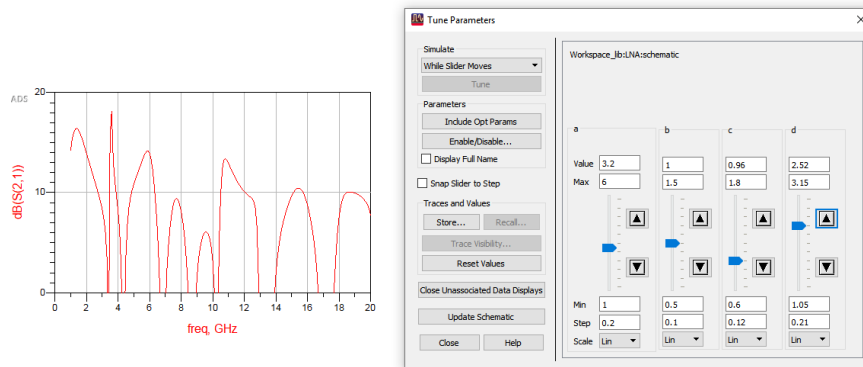 ADS
20
10
0
dB(S(2,1))
0 2 4 6 8 10 12 14 16 18 20
freq, GHz
Tune Parameters
Simulate
While Slider Moves
Tune
Parameters
Include Opt Params
Enable/Disable...
Display Full Name
Snap Slider to Step
Traces and Values
Store... Recall...
Trace Visibility...
Reset Values
Close Unassociated Data Displays
Update Schematic
Close Help
Workspace_lib:LNA:schematic
a b c d
Value 3.2 1 0.96 2.52
Max 6 1.5 1.8 3.15
Min 1 0.5 0.6 1.05
Step 0.2 0.1 0.12 0.21
Scale Lin Lin Lin Lin